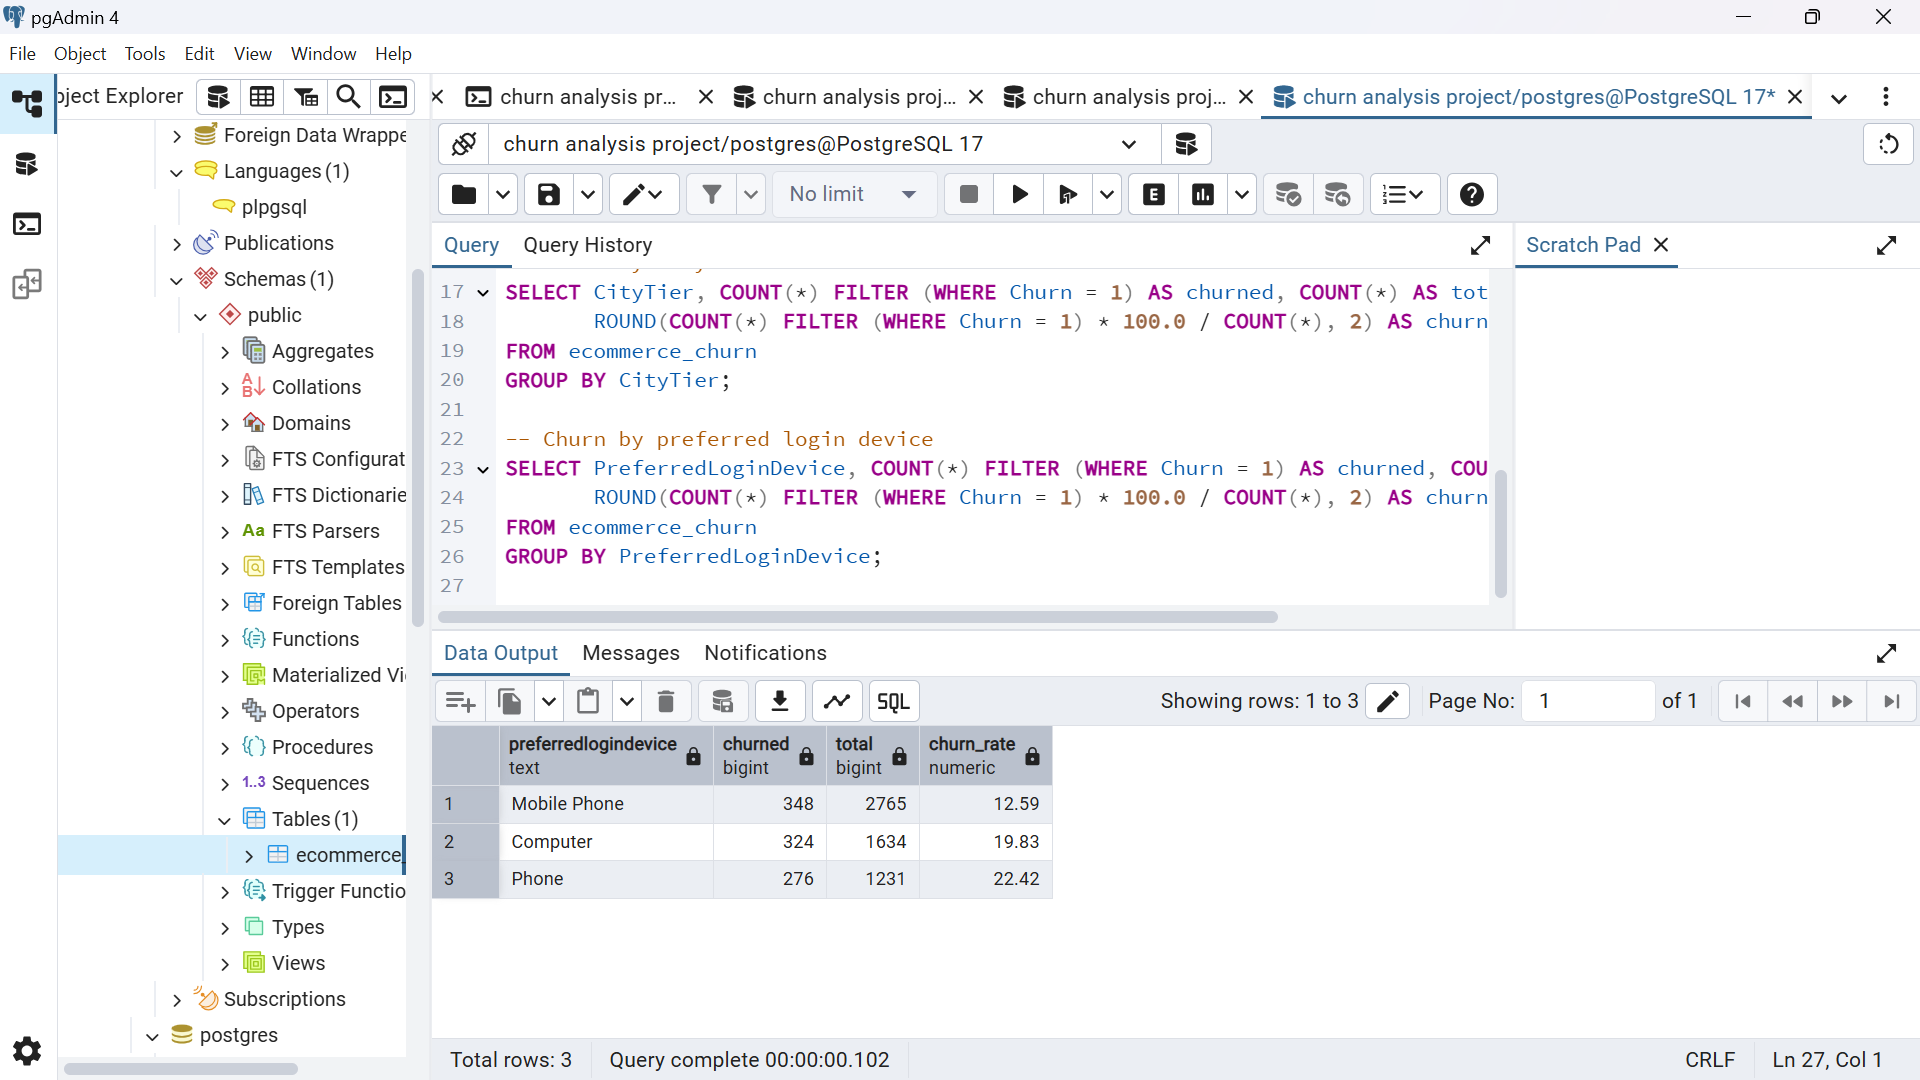 pgAdmin 4
File Object Tools Edit View Window Help
bject Explorer
churn analysis pr...
churn analysis proj...
churn analysis proj...
churn analysis project/postgres@PostgreSQL 17*
churn analysis project/postgres@PostgreSQL 17
No limit
E
Query Query History
Scratch Pad
Foreign Data Wrappe
Languages (1)
plpgsql
Publications
Schemas (1)
public
Aggregates
Collations
Domains
FTS Configurat
FTS Dictionarie
Aa FTS Parsers
FTS Templates
Foreign Tables
Functions
Materialized Vi
Operators
Procedures
1..3 Sequences
Tables (1)
ecommerce_
Trigger Functio
Types
Views
Subscriptions
postgres
17 SELECT CityTier, COUNT(*) FILTER (WHERE Churn = 1) AS churned, COUNT(*) AS tot
18 ROUND(COUNT(*) FILTER (WHERE Churn = 1) * 100.0 / COUNT(*), 2) AS churn
19 FROM ecommerce_churn
20 GROUP BY CityTier;
21
22 -- Churn by preferred login device
23 SELECT PreferredLoginDevice, COUNT(*) FILTER (WHERE Churn = 1) AS churned, COU
24 ROUND(COUNT(*) FILTER (WHERE Churn = 1) * 100.0 / COUNT(*), 2) AS churn
25 FROM ecommerce_churn
26 GROUP BY PreferredLoginDevice;
27
Data Output Messages Notifications
SQL
Showing rows: 1 to 3
Page No: 1 of 1
preferredlogindevice churned total churn_rate
text bigint bigint numeric
1 Mobile Phone 348 2765 12.59
2 Computer 324 1634 19.83
3 Phone 276 1231 22.42
Total rows: 3 Query complete 00:00:00.102 CRLF Ln 27, Col 1